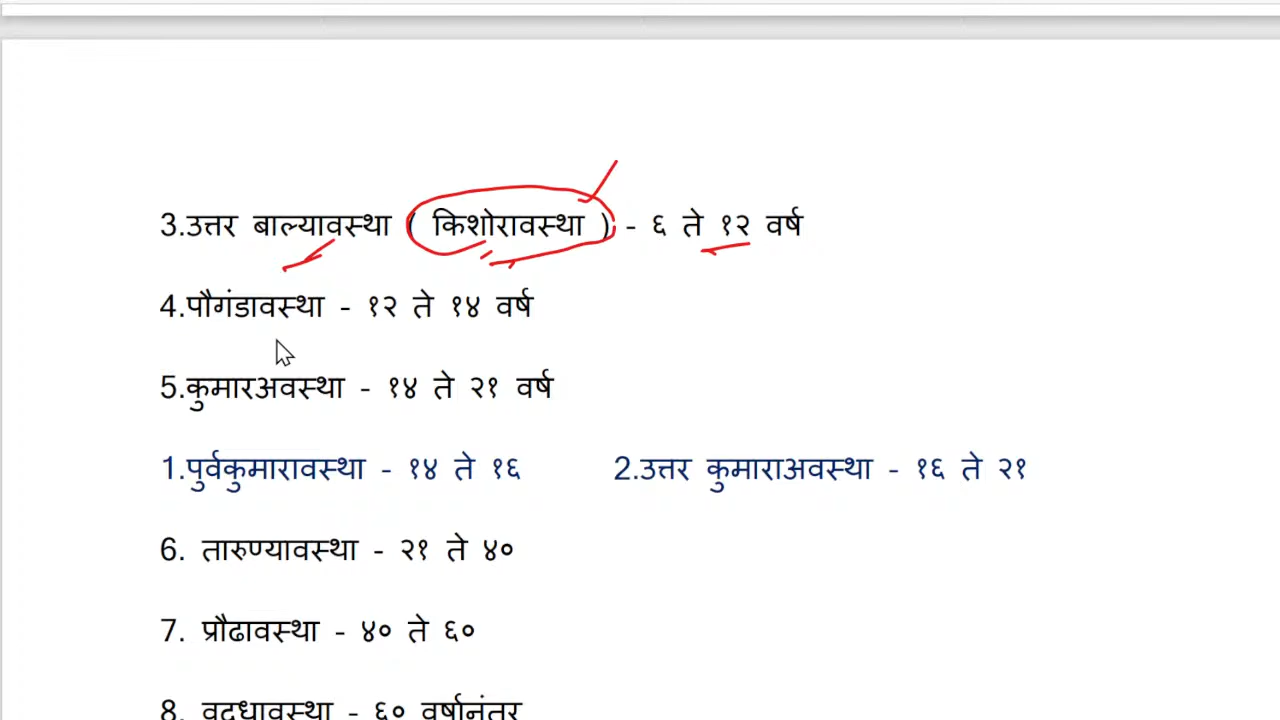 3.उत्तर बाल्यावस्था ( किशोरावस्था ) - ६ ते १२ वर्ष
4.पौगंडावस्था - १२ ते १४ वर्ष
5.कुमारअवस्था - १४ ते २१ वर्ष
1.पुर्वकुमारावस्था - १४ ते १६ 2.उत्तर कुमाराअवस्था - १६ ते २१
6. तारुण्यावस्था - २१ ते ४०
7. प्रौढावस्था - ४० ते ६०
8. वृद्धावस्था - ६० वर्षानंतर